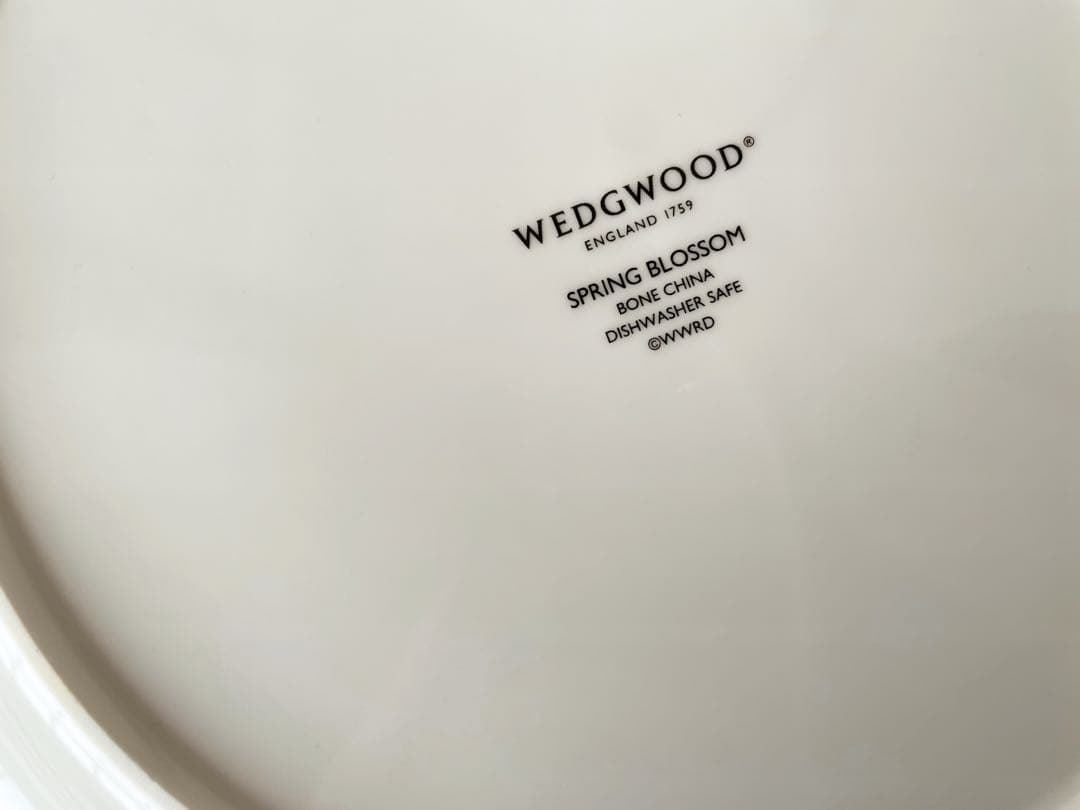 WEDGWOOD®
ENGLAND 1759
SPRING BLOSSOM
BONE CHINA
DISHWASHER SAFE
©WWRD